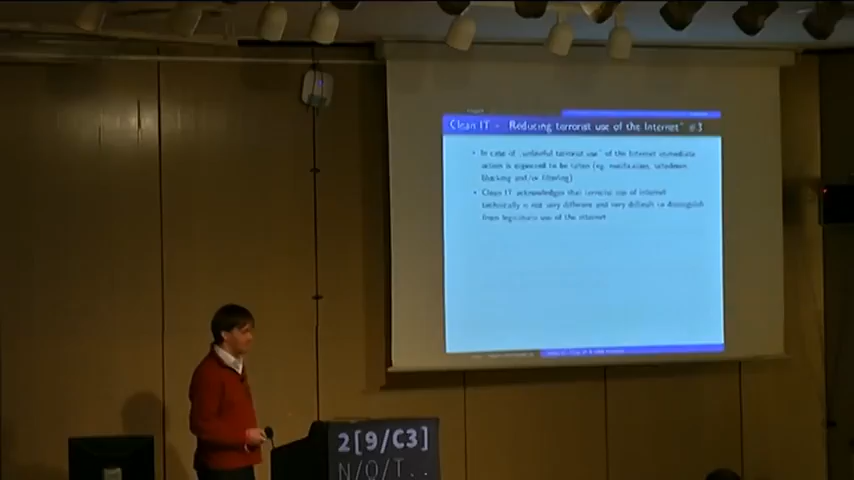 Clean IT - "Reducing terrorist use of the Internet" #3
In case of "unlawful terrorist use" of the Internet immediate
action is expected to be taken (eg. notification, takedown,
blocking and/or filtering)
Clean IT acknowledges that terrorist use of internet
technically is not very different and very difficult to distinguish
from legitimate use of the internet
2[9/C3]
N/O/T..